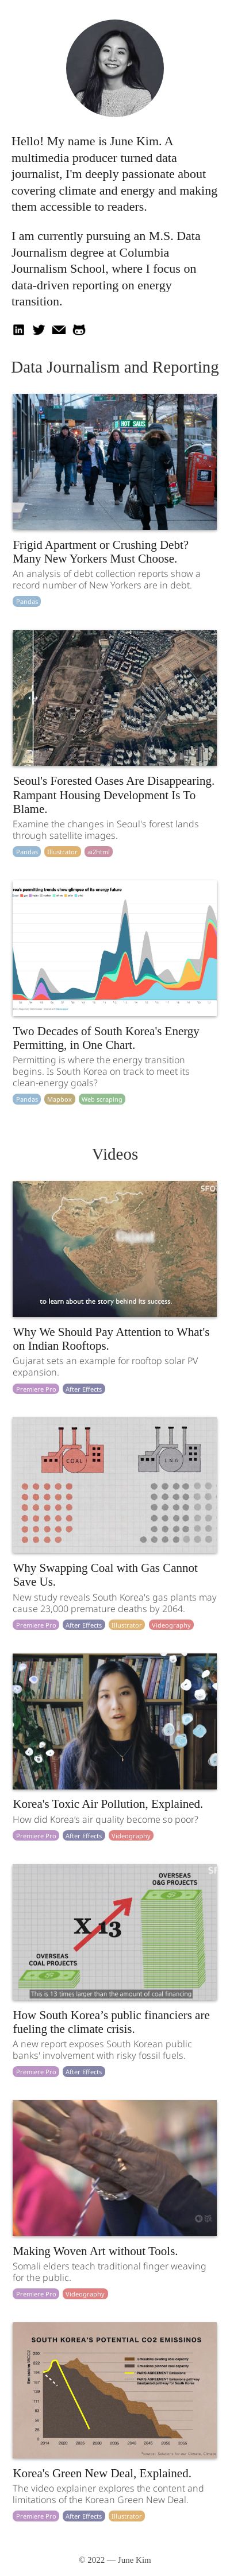 Hello! My name is June Kim. A
multimedia producer turned data
journalist, I'm deeply passionate about
covering climate and energy and making
them accessible to readers.
I am currently pursuing an M.S. Data
Journalism degree at Columbia
Journalism School, where I focus on
data-driven reporting on energy
transition.
Data Journalism and Reporting
HOT SADS
Frigid Apartment or Crushing Debt?
Many New Yorkers Must Choose.
An analysis of debt collection reports show a
record number of New Yorkers are in debt.
Pandas
Seoul's Forested Oases Are Disappearing.
Rampant Housing Development Is To
Blame.
Examine the changes in Seoul's forest lands
through satellite images.
Pandas Illustrator ai2html
permitting trends show glimpse of its energy future
Two Decades of South Korea's Energy
Permitting, in One Chart.
Permitting is where the energy transition
begins. Is South Korea on track to meet its
clean-energy goals?
Pandas Mapbox Web scraping
Videos
SFO
Gujarat
to learn about the story behind its success.
Why We Should Pay Attention to What's
on Indian Rooftops.
Gujarat sets an example for rooftop solar PV
expansion.
Premiere Pro After Effects
COAL
LNG
Why Swapping Coal with Gas Cannot
Save Us.
New study reveals South Korea's gas plants may
cause 23,000 premature deaths by 2064.
Premiere Pro After Effects Illustrator Videography
Korea's Toxic Air Pollution, Explained.
How did Korea’s air quality become so poor?
Premiere Pro After Effects Videography
OVERSEAS
O&G PROJECTS
X 13
OVERSEAS
COAL PROJECTS
This is 13 times larger than the amount of coal financing
How South Korea’s public financiers are
fueling the climate crisis.
A new report exposes South Korean public
banks' involvement with risky fossil fuels.
Premiere Pro After Effects
Making Woven Art without Tools.
Somali elders teach traditional finger weaving
for the public.
Premiere Pro Videography
SOUTH KOREA'S POTENTIAL CO2 EMISSINOS
Korea's Green New Deal, Explained.
The video explainer explores the content and
limitations of the Korean Green New Deal.
Premiere Pro After Effects Illustrator
© 2022 — June Kim